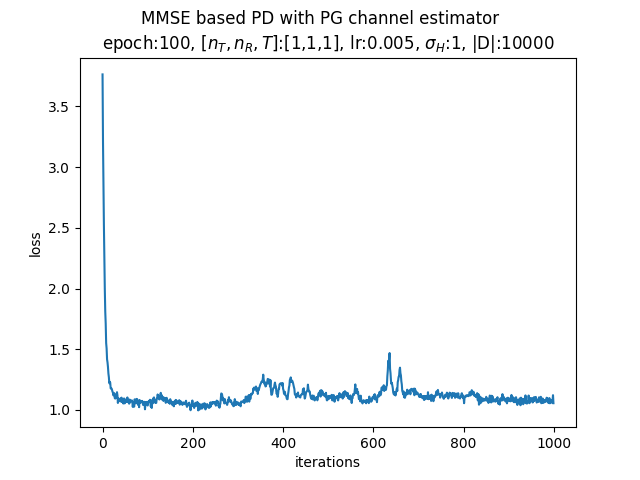 MMSE based PD with PG channel estimator
epoch:100, [n_T, n_R, T]:[1,1,1], lr:0.005, σ_H:1, |D|:10000
3.5
3.0
2.5
2.0
1.5
1.0
loss
0 200 400 600 800 1000
iterations